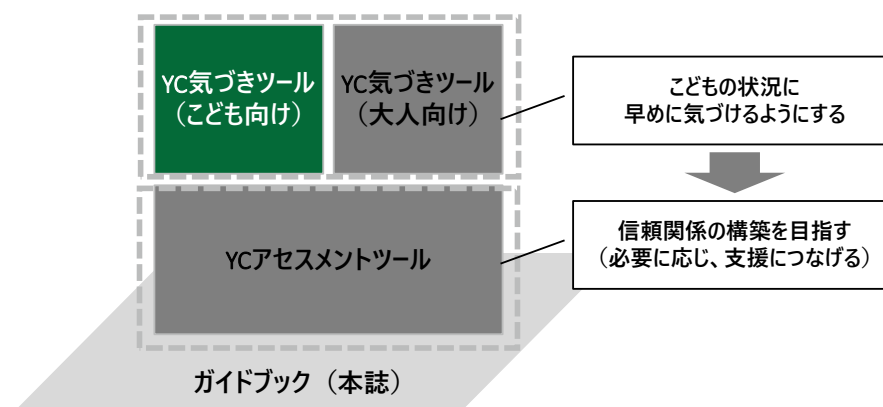 YC気づきツール
（こども向け）
YC気づきツール
（大人向け）
こどもの状況に
早めに気づけるようにする
YCアセスメントツール
信頼関係の構築を目指す
（必要に応じ、支援につなげる）
ガイドブック（本誌）